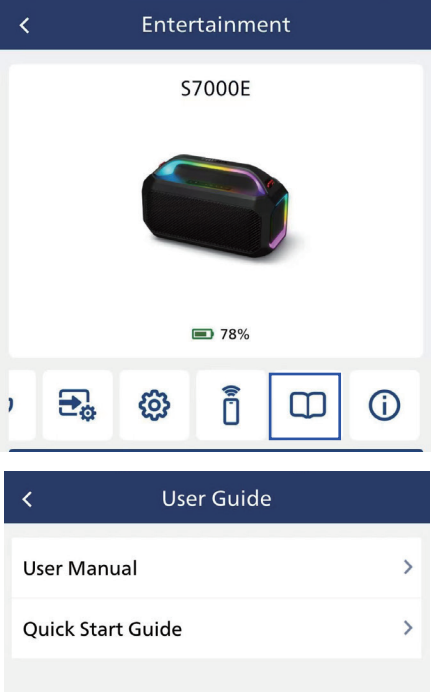 Entertainment
S7000E
78%
User Guide
User Manual
Quick Start Guide